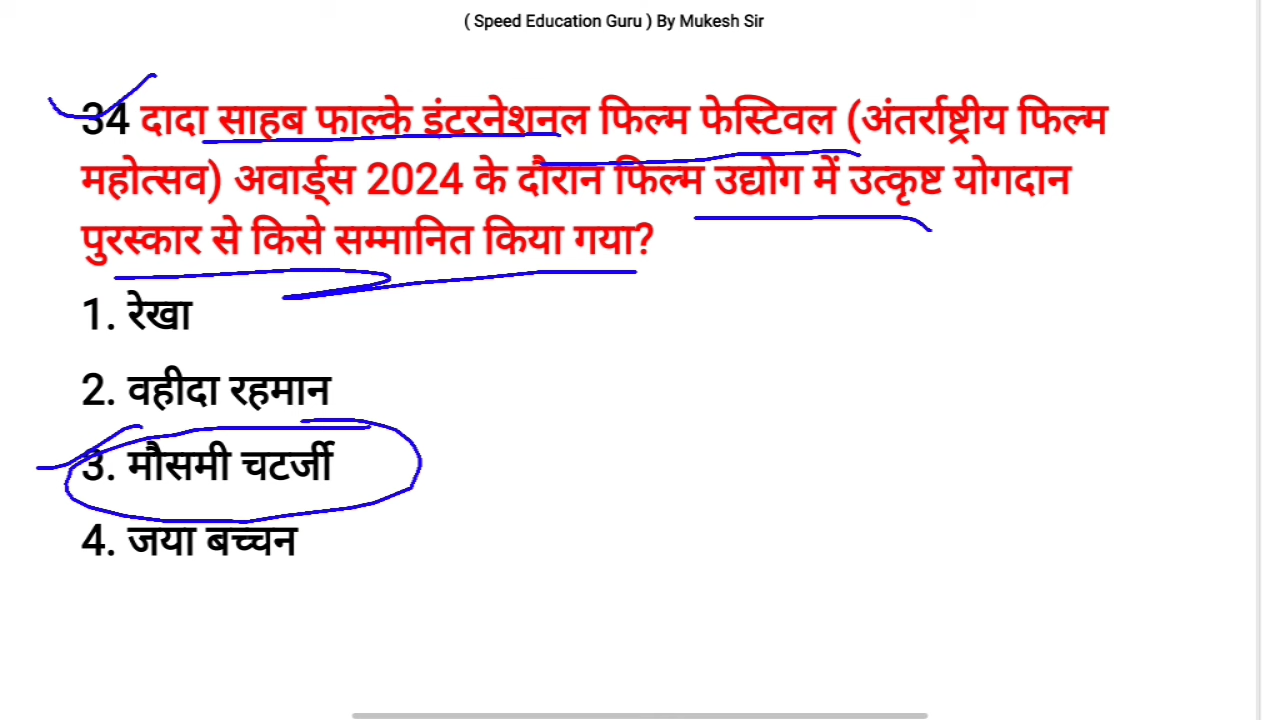 ( Speed Education Guru ) By Mukesh Sir
34 दादा साहब फाल्के इंटरनेशनल फिल्म फेस्टिवल (अंतर्राष्ट्रीय फिल्म
महोत्सव) अवार्ड्स 2024 के दौरान फिल्म उद्योग में उत्कृष्ट योगदान
पुरस्कार से किसे सम्मानित किया गया?
1. रेखा
2. वहीदा रहमान
3. मौसमी चटर्जी
4. जया बच्चन